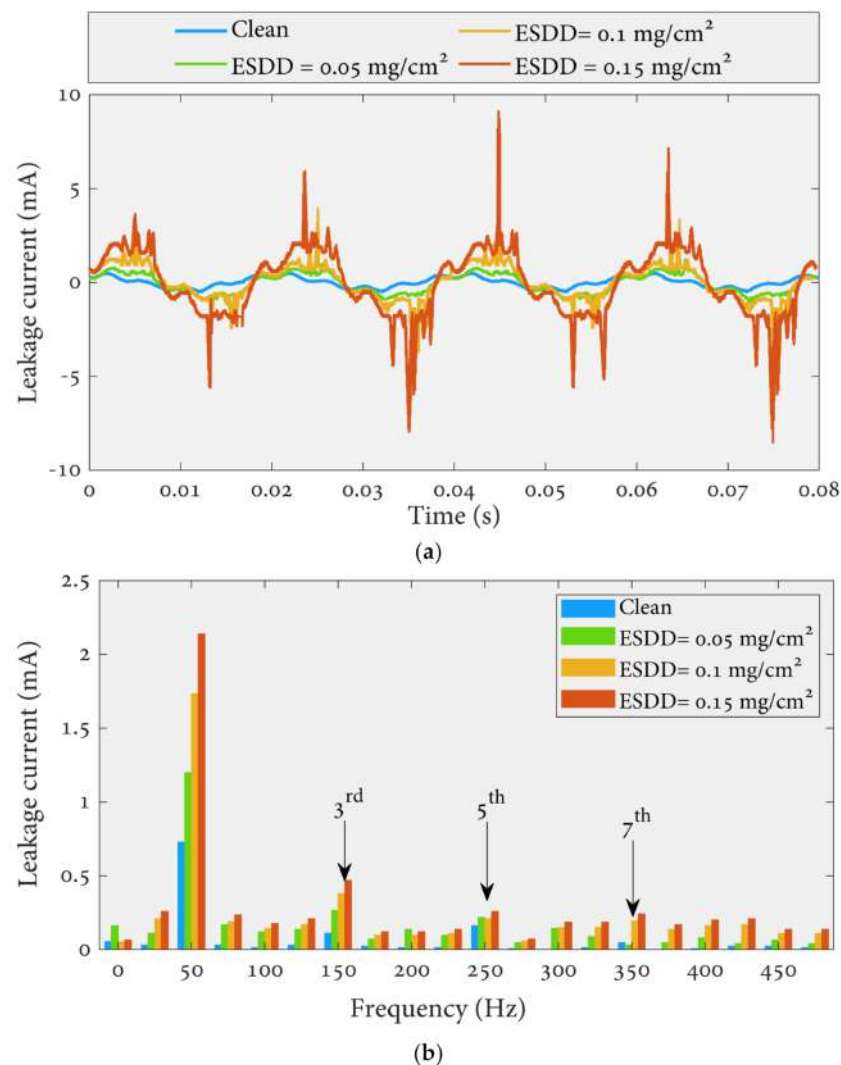 Clean
ESDD= 0.1 mg/cm²
ESDD = 0.05 mg/cm²
ESDD = 0.15 mg/cm²
10
5
0
-5
-10
Leakage current (mA)
0
0.01
0.02
0.03
0.04
0.05
0.06
0.07
0.08
Time (s)
(a)
2.5
2
1.5
1
0.5
0
Leakage current (mA)
Clean
ESDD= 0.05 mg/cm²
ESDD= 0.1 mg/cm²
ESDD= 0.15 mg/cm²
3rd
5th
7th
0
50
100
150
200
250
300
350
400
450
Frequency (Hz)
(b)